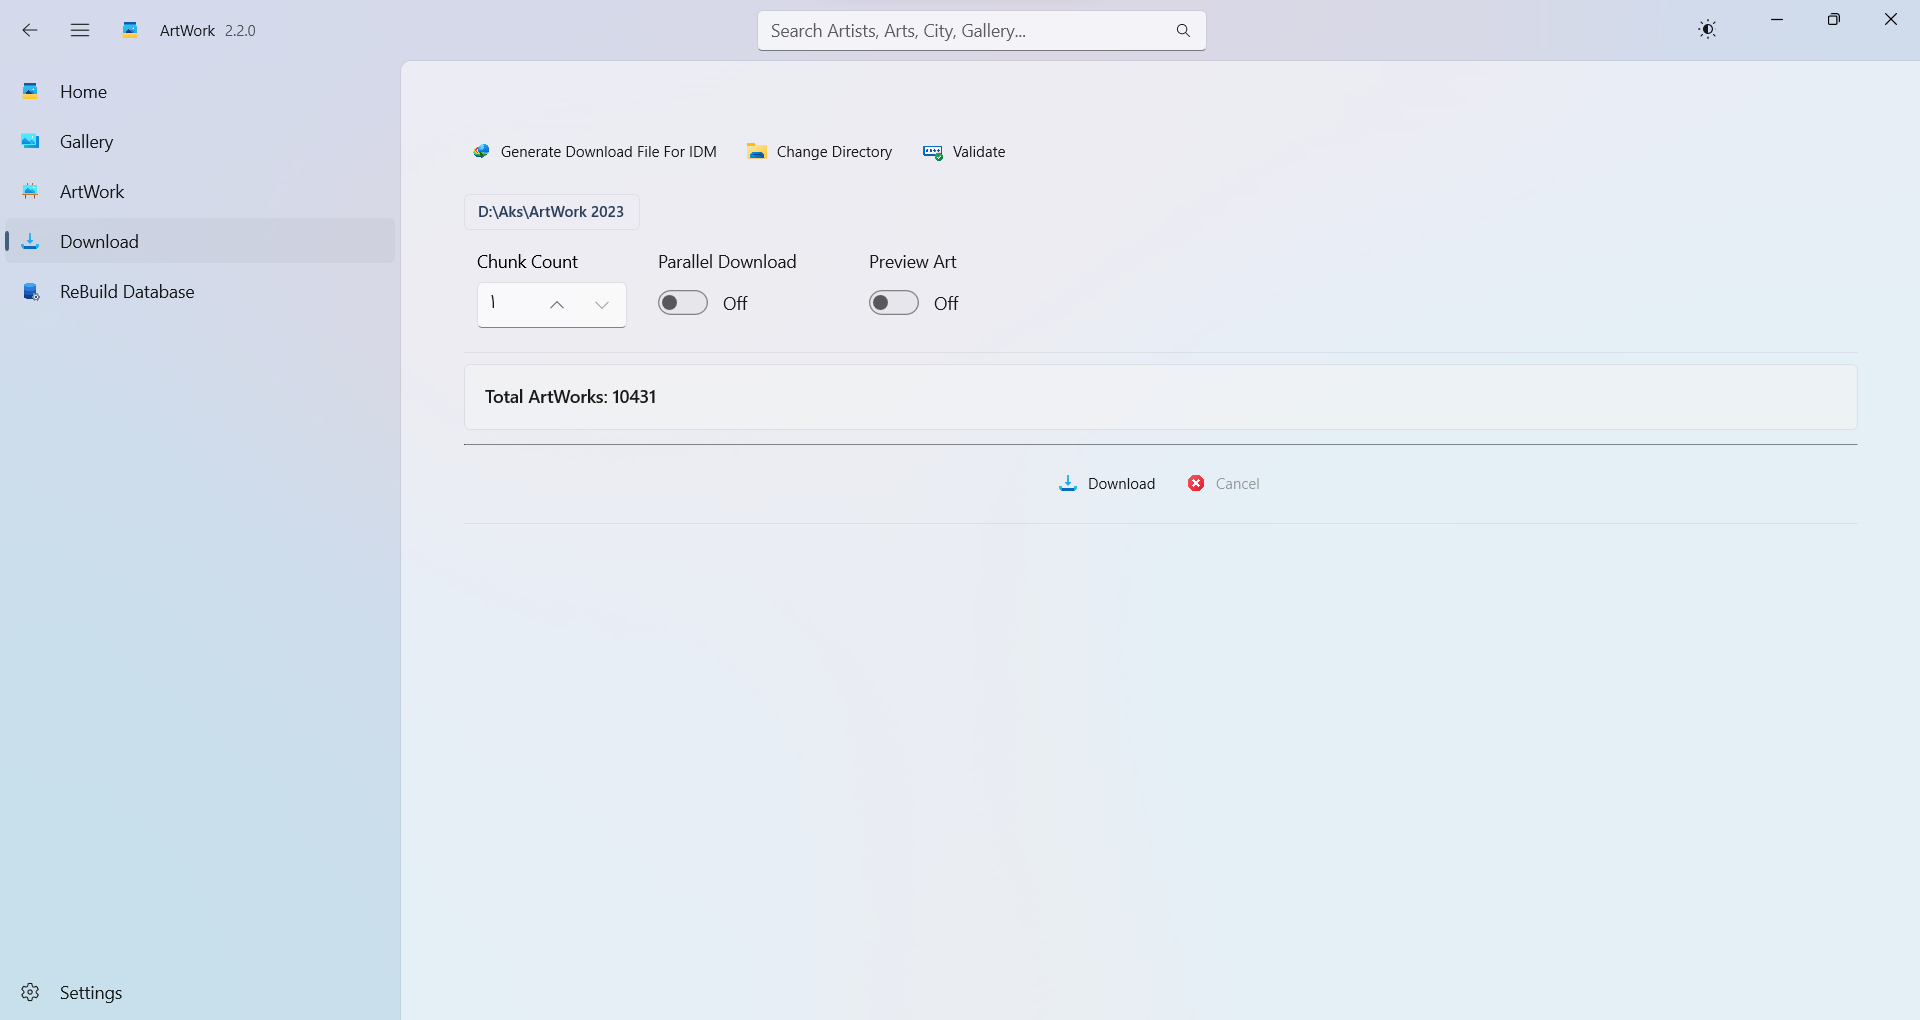 ArtWork 2.2.0
Search Artists, Arts, City, Gallery...
Home
Gallery
ArtWork
Download
ReBuild Database
Settings
Generate Download File For IDM
Change Directory
Validate
D:\Aks\ArtWork 2023
Chunk Count
۱
Parallel Download
Off
Preview Art
Off
Total ArtWorks: 10431
Download
Cancel